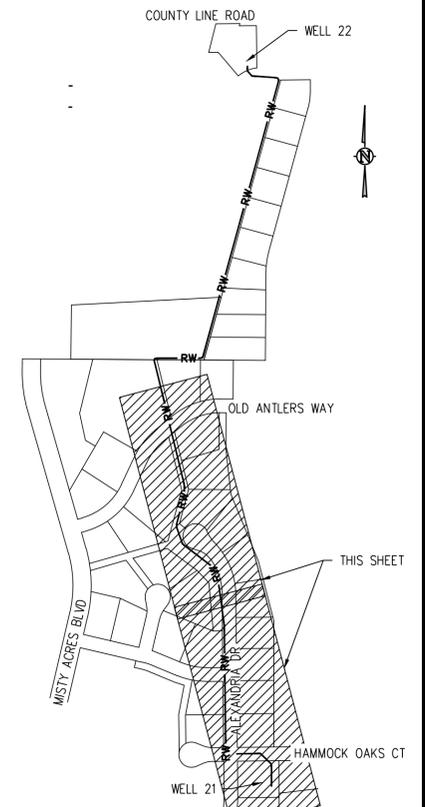 COUNTY LINE ROAD
WELL 22
RW
RW
N
RW
RW
RW
OLD ANTLERS WAY
RW
THIS SHEET
RW
MISTY ACRES BLVD
RW
ALEXANDRIA DR
RW
HAMMOCK OAKS CT
WELL 21